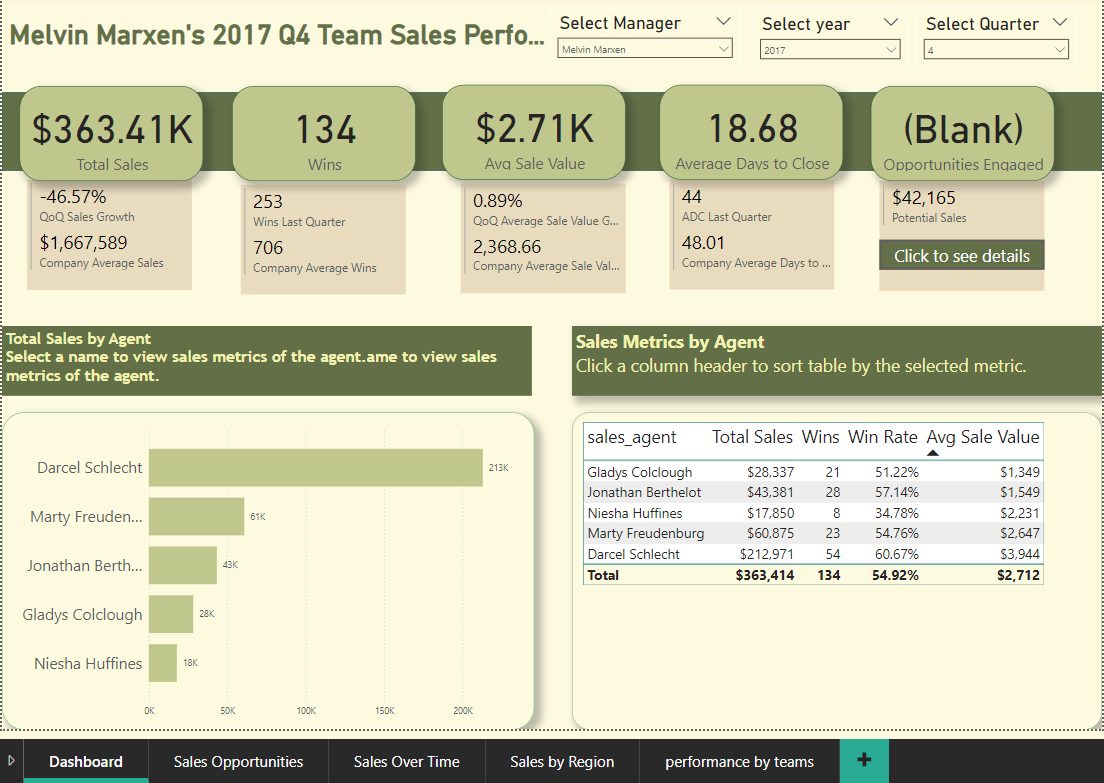 Melvin Marxen's 2017 Q4 Team Sales Perfo...
Select Manager
Melvin Marxen
Select year
2017
Select Quarter
4
$363.41K
Total Sales
134
Wins
$2.71K
Avg Sale Value
18.68
Average Days to Close
(Blank)
Opportunities Engaged
-46.57%
QoQ Sales Growth
$1,667,589
Company Average Sales
253
Wins Last Quarter
706
Company Average Wins
0.89%
QoQ Average Sale Value G...
2,368.66
Company Average Sale Val...
44
ADC Last Quarter
48.01
Company Average Days to ...
$42,165
Potential Sales
Click to see details
Total Sales by Agent
Select a name to view sales metrics of the agent.ame to view sales
metrics of the agent.
Sales Metrics by Agent
Click a column header to sort table by the selected metric.
Darcel Schlecht 213K
Marty Freuden... 61K
Jonathan Berth... 43K
Gladys Colclough 28K
Niesha Huffines 18K
0K 50K 100K 150K 200K
sales_agent Total Sales Wins Win Rate Avg Sale Value
Gladys Colclough $28,337 21 51.22% $1,349
Jonathan Berthelot $43,381 28 57.14% $1,549
Niesha Huffines $17,850 8 34.78% $2,231
Marty Freudenburg $60,875 23 54.76% $2,647
Darcel Schlecht $212,971 54 60.67% $3,944
Total $363,414 134 54.92% $2,712
Dashboard Sales Opportunities Sales Over Time Sales by Region performance by teams +